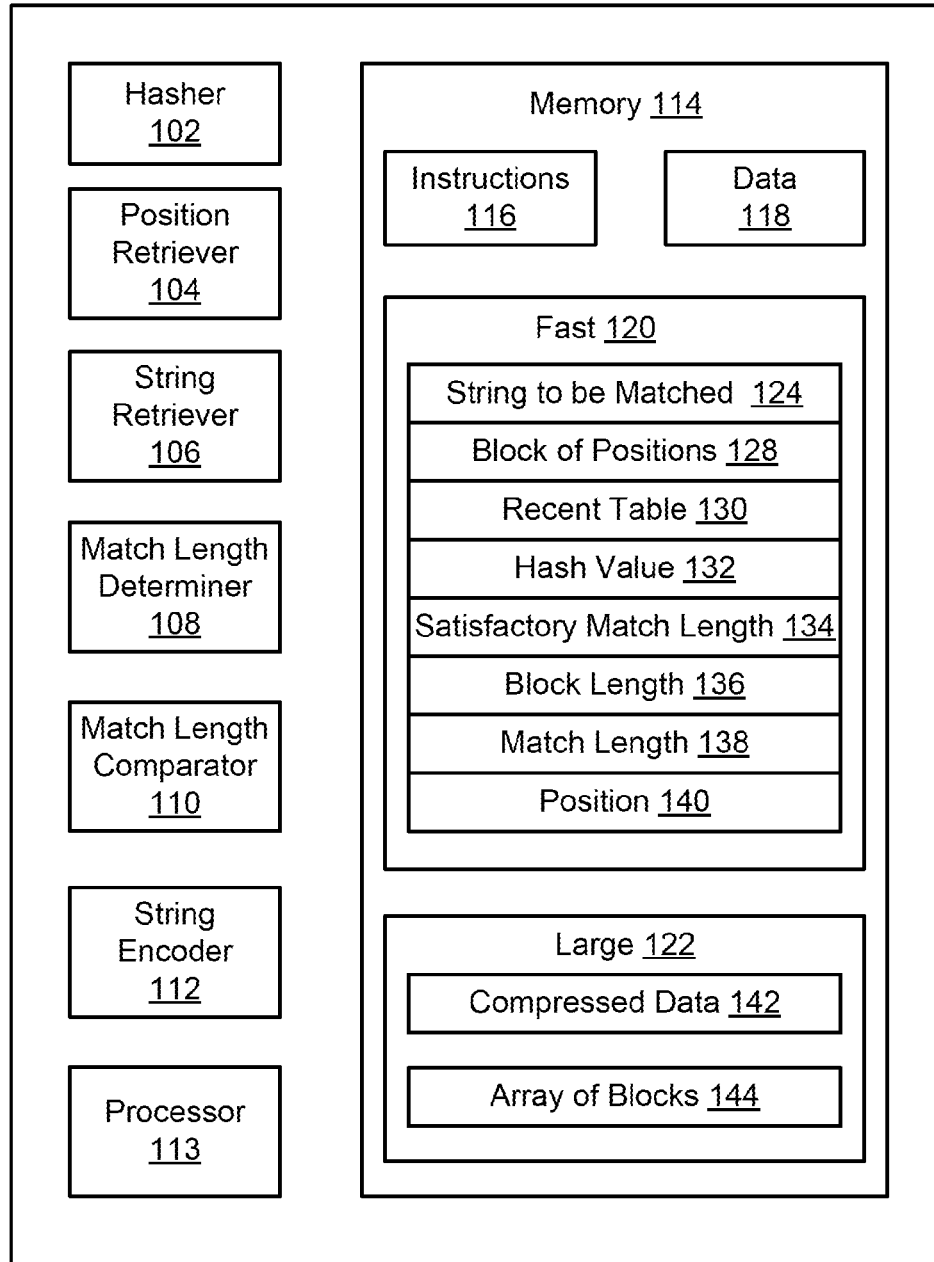 Hasher
102
Position
Retriever
104
String
Retriever
106
Match Length
Determiner
108
Match Length
Comparator
110
String
Encoder
112
Processor
113
Memory 114
Instructions
116
Data
118
Fast 120
String to be Matched 124
Block of Positions 128
Recent Table 130
Hash Value 132
Satisfactory Match Length 134
Block Length 136
Match Length 138
Position 140
Large 122
Compressed Data 142
Array of Blocks 144